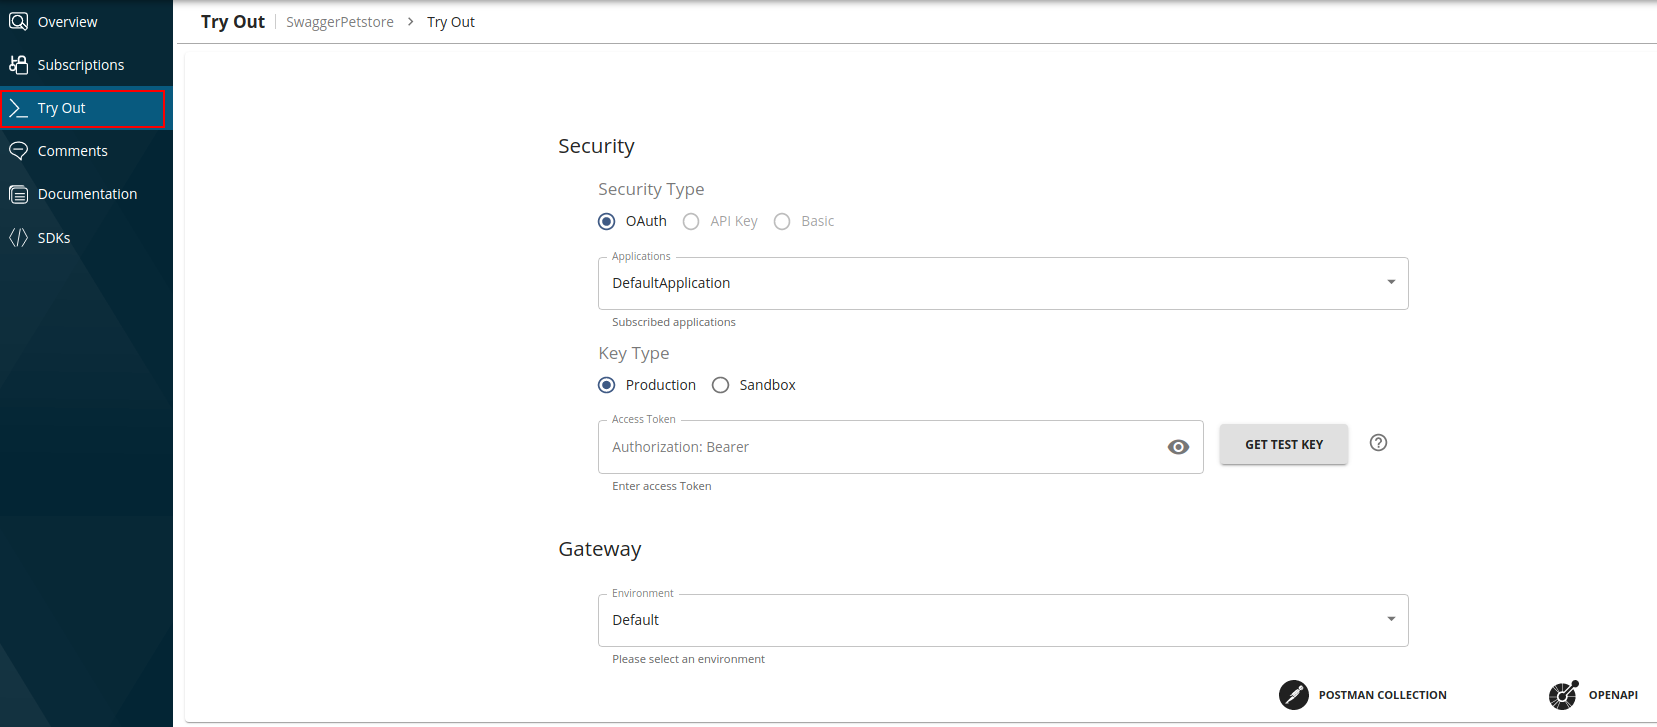 Overview
Subscriptions
Try Out
Comments
Documentation
SDKs
Try Out SwaggerPetstore > Try Out
Security
Security Type
OAuth API Key Basic
Applications
DefaultApplication
Subscribed applications
Key Type
Production Sandbox
Access Token
Authorization: Bearer
GET TEST KEY
Enter access Token
Gateway
Environment
Default
Please select an environment
POSTMAN COLLECTION
OPENAPI